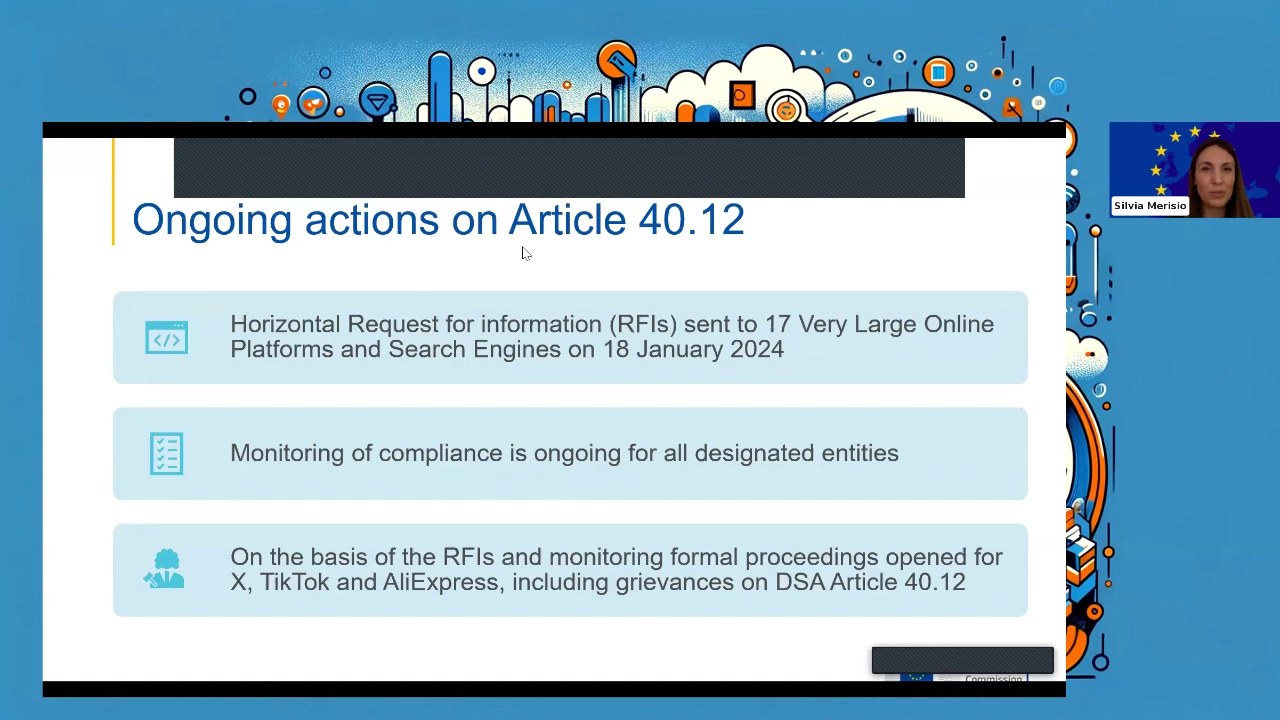 Ongoing actions on Article 40.12
Silvia Merisio
Horizontal Request for information (RFIs) sent to 17 Very Large Online
Platforms and Search Engines on 18 January 2024
Monitoring of compliance is ongoing for all designated entities
On the basis of the RFIs and monitoring formal proceedings opened for
X, TikTok and AliExpress, including grievances on DSA Article 40.12
Commission